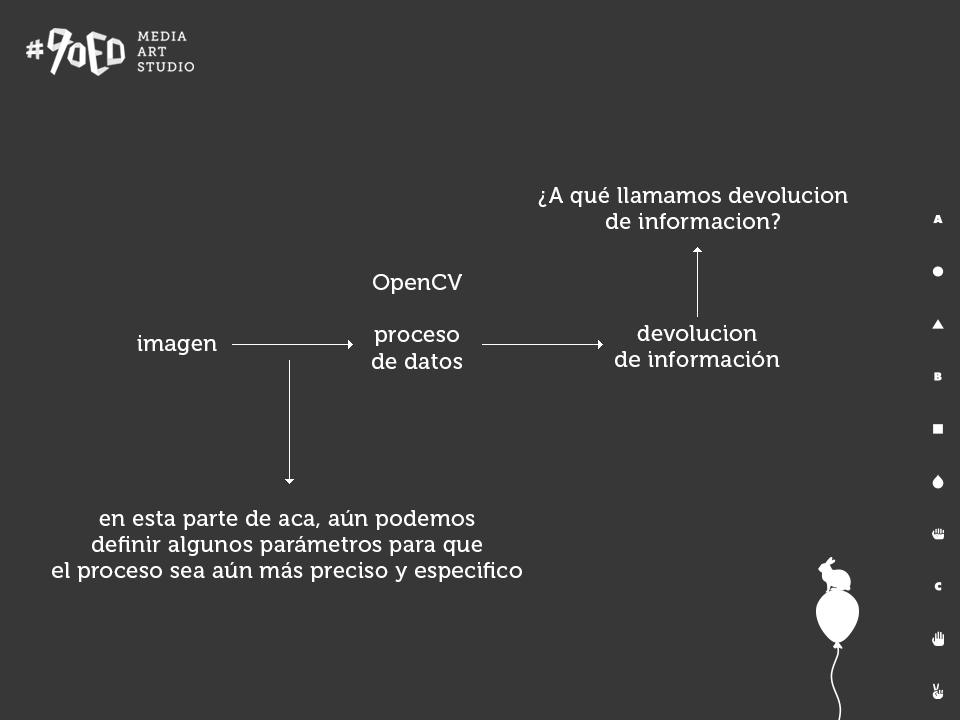 #90ED
MEDIA
ART
STUDIO
¿A qué llamamos devolucion
de informacion?
OpenCV
imagen
proceso
de datos
devolucion
de información
en esta parte de aca, aún podemos
definir algunos parámetros para que
el proceso sea aún más preciso y especifico
A
B
C